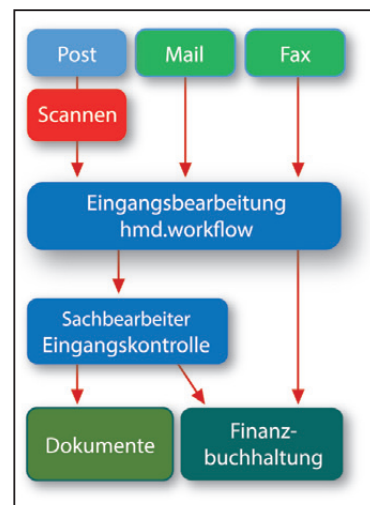 Post
Mail
Fax
Scannen
Eingangsbearbeitung
hmd.workflow
Sachbearbeiter
Eingangskontrolle
Dokumente
Finanz-
buchhaltung